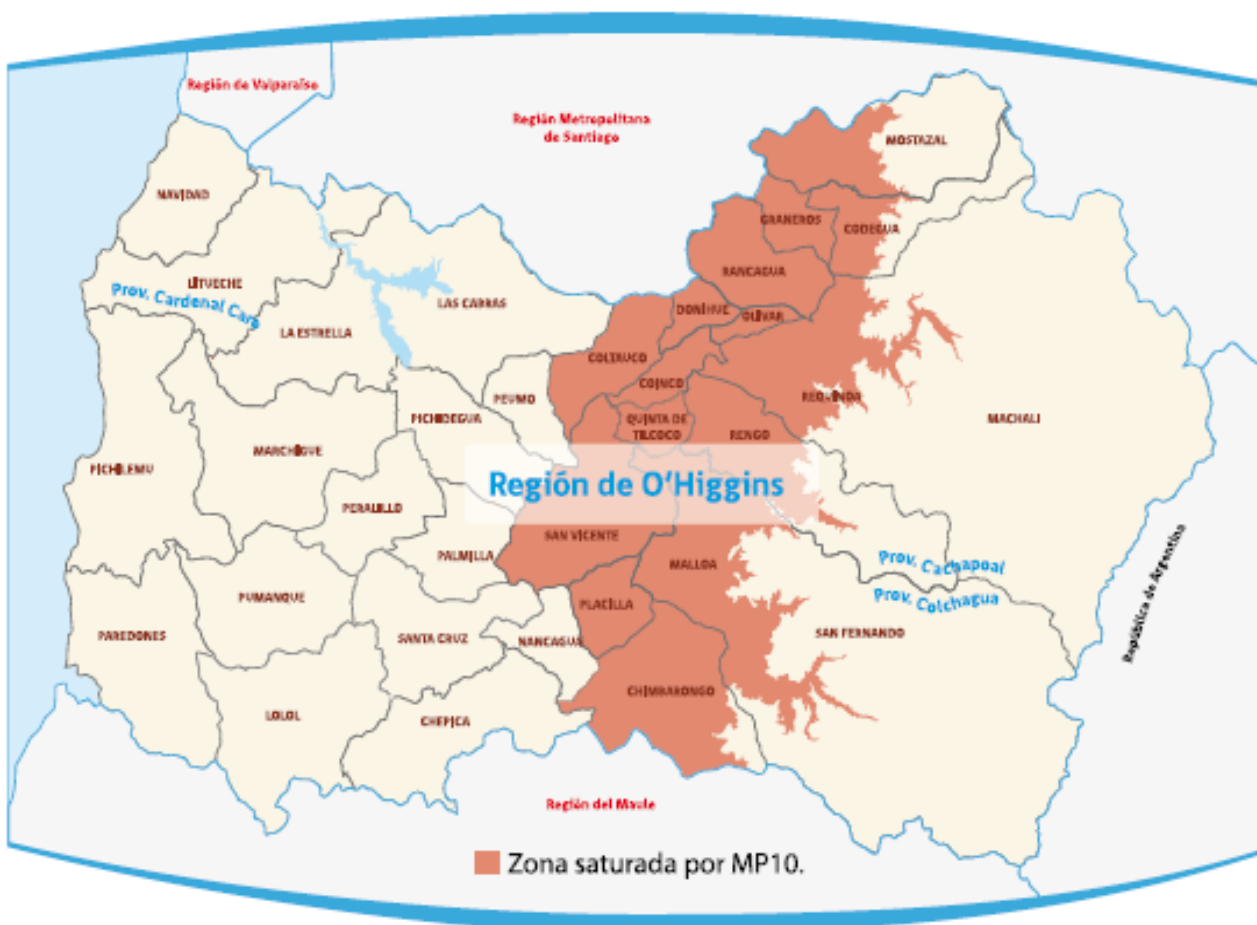 Región de Valparaíso
Región Metropolitana
de Santiago
MOSTAZAL
NAVIDAD
GRANEROS
CODEGUA
RANCAGUA
LITUECHE
Prov. Cardenal Caro
LAS CABRAS
DOÑIHUE
OLIVAR
LA ESTRELLA
COLTAUCO
COINCO
PEUMO
REQUÍNOA
PICHIDEGUA
QUINTA DE
TILCOCO
RENGO
MACHALI
MARCHÍGUE
PICHILEMU
Región de O'Higgins
PERALILLO
SAN VICENTE
PALMILLA
MALLOA
Prov. Cachapoal
Prov. Colchagua
República de Argentina
PUMANQUE
PLACILLA
PAREDONES
SANTA CRUZ
NANCAGUA
SAN FERNANDO
CHIMBARONGO
LOLOL
CHEPICA
Región del Maule
Zona saturada por MP10.